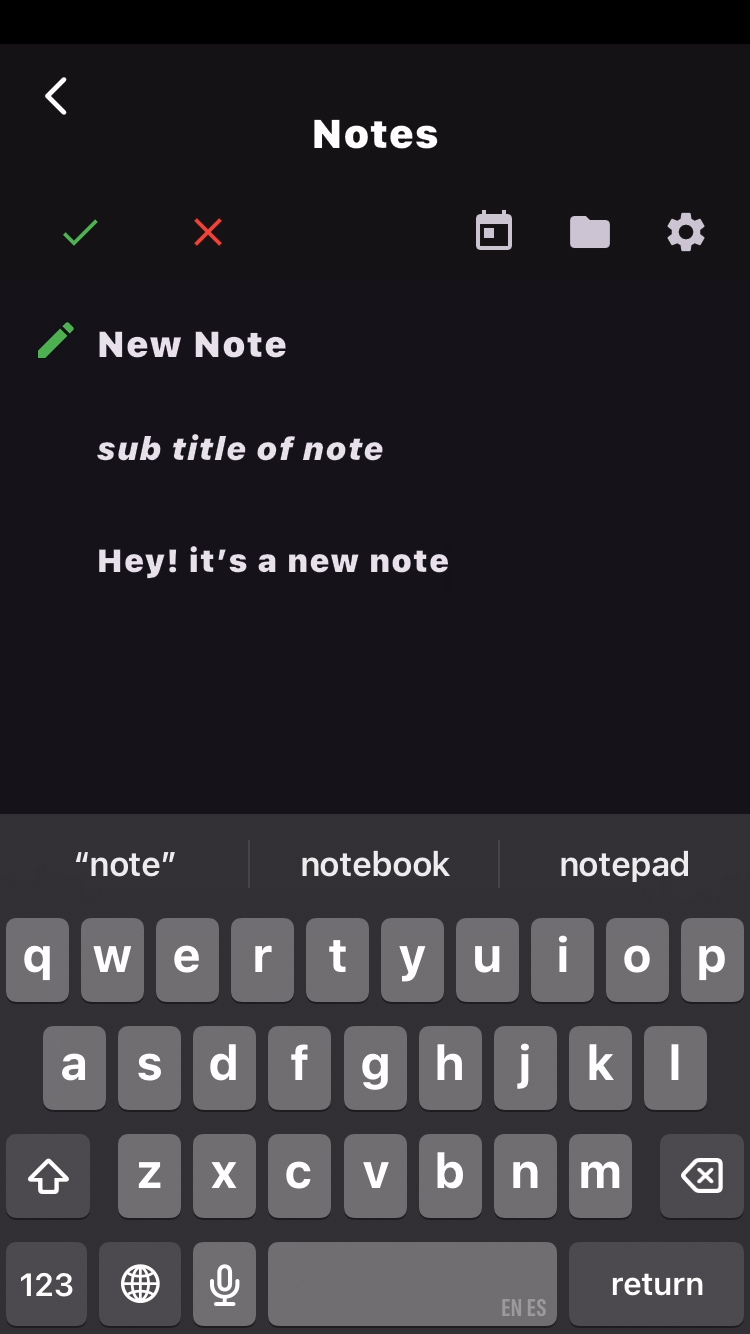 Notes
New Note
sub title of note
Hey! it’s a new note
“note” notebook notepad
q w e r t y u i o p
a s d f g h j k l
z x c v b n m
123 EN ES return